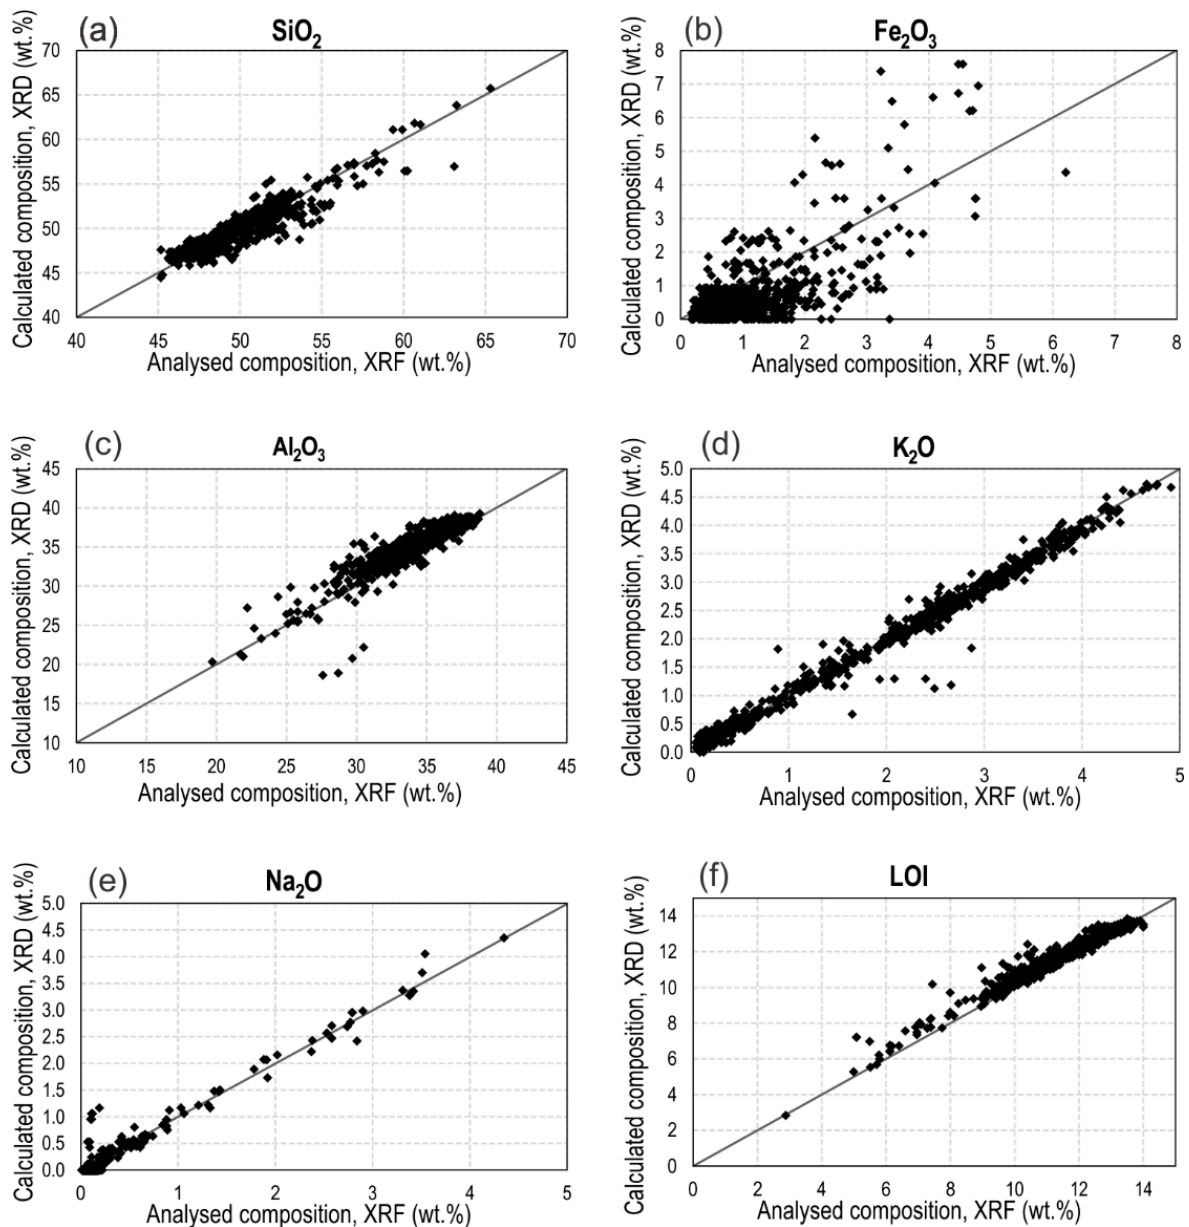 (a) SiO₂
Calculated composition, XRD (wt.%)
70
65
60
55
50
45
40
40 45 50 55 60 65 70
Analysed composition, XRF (wt.%)
(b) Fe₂O₃
Calculated composition, XRD (wt.%)
8
7
6
5
4
3
2
1
0
0 1 2 3 4 5 6 7 8
Analysed composition, XRF (wt.%)
(c) Al₂O₃
Calculated composition, XRD (wt.%)
45
40
35
30
25
20
15
10
10 15 20 25 30 35 40 45
Analysed composition, XRF (wt.%)
(d) K₂O
Calculated composition, XRD (wt.%)
5.0
4.5
4.0
3.5
3.0
2.5
2.0
1.5
1.0
0.5
0.0
0 1 2 3 4 5
Analysed composition, XRF (wt.%)
(e) Na₂O
Calculated composition, XRD (wt.%)
5.0
4.5
4.0
3.5
3.0
2.5
2.0
1.5
1.0
0.5
0.0
0 1 2 3 4 5
Analysed composition, XRF (wt.%)
(f) LOI
Calculated composition, XRD (wt.%)
14
12
10
8
6
4
2
0
0 2 4 6 8 10 12 14
Analysed composition, XRF (wt.%)